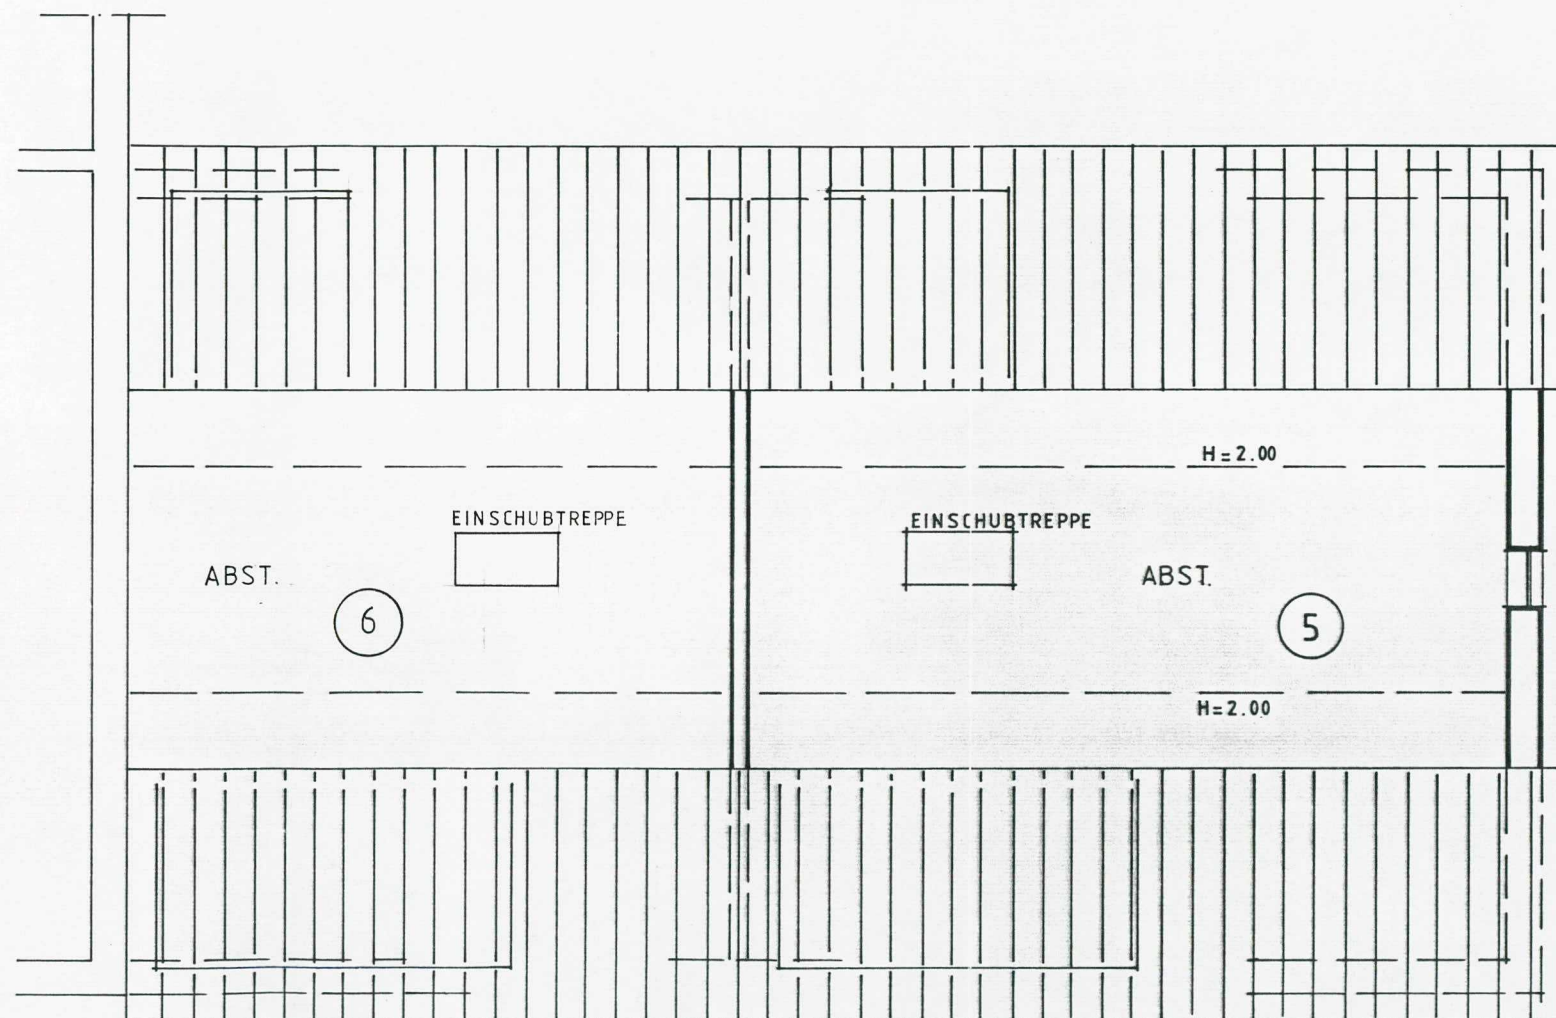 H=2.00
EINSCHUBTREPPE
EINSCHUBTREPPE
ABST.
ABST.
6
5
H=2.00